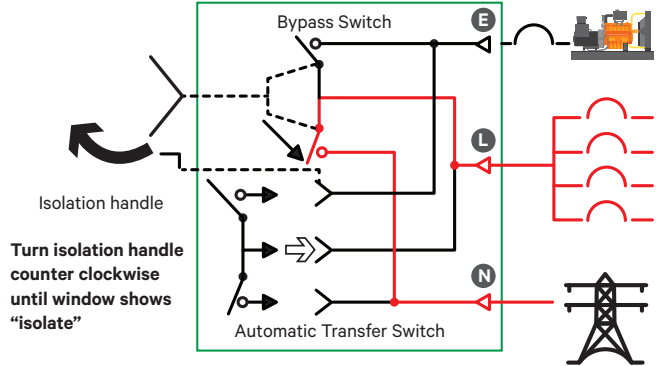 Bypass Switch
E
L
Isolation handle
Turn isolation handle
counter clockwise
until window shows
“isolate”
N
Automatic Transfer Switch